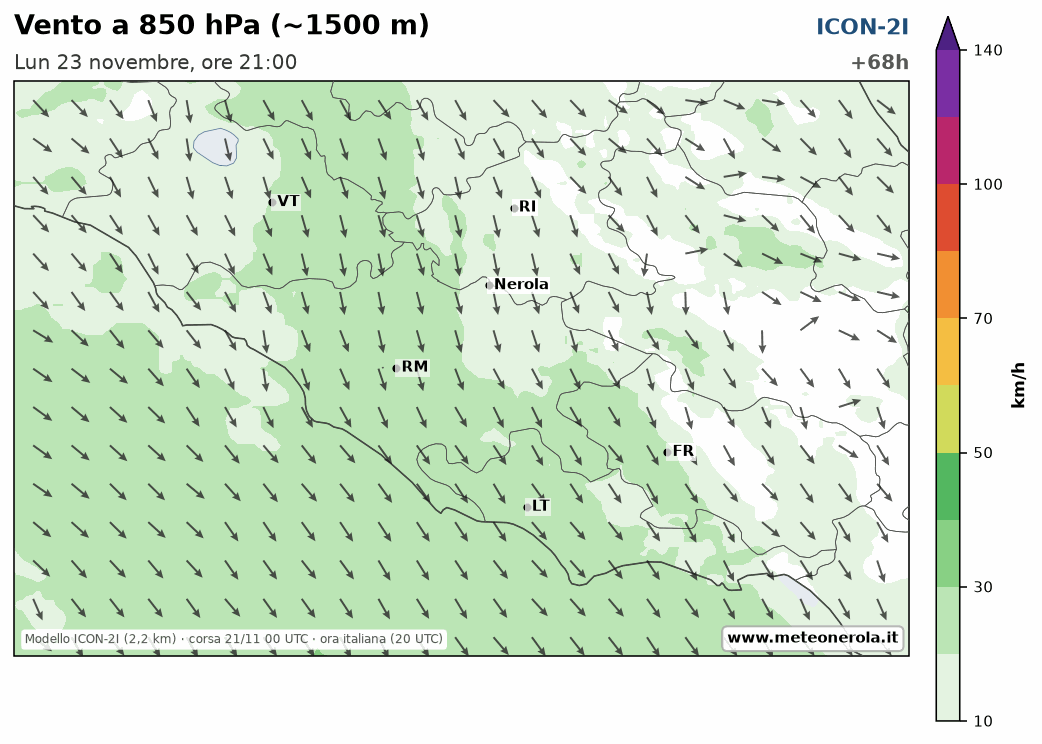 Vento a 850 hPa (~1500 m)
ICON-2I
Lun 23 novembre, ore 21:00
+68h
140
100
70
50
30
10
km/h
VT
RI
Nerola
RM
FR
LT
Modello ICON-2I (2,2 km) · corsa 21/11 00 UTC · ora italiana (20 UTC)
www.meteonerola.it